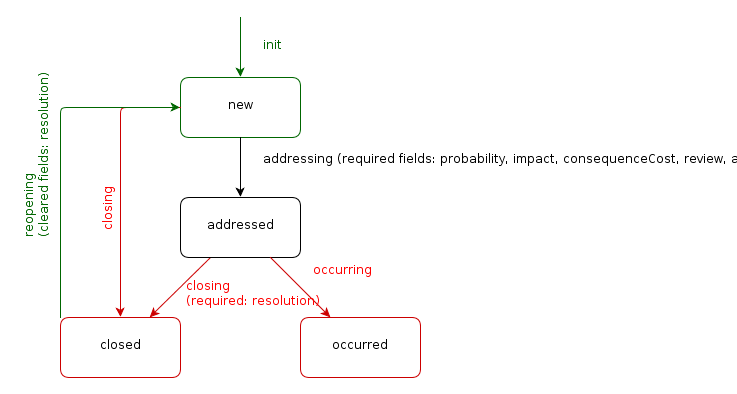 init
new
addressing (required fields: probability, impact, consequenceCost, review, a
reopening
(cleared fields: resolution)
closing
addressed
occurring
closing
(required: resolution)
closed
occurred